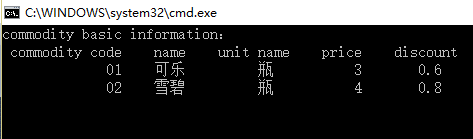 C:\WINDOWS\system32\cmd.exe
commodity basic information:
commodity code name unit name price discount
01 可乐 瓶 3 0.6
02 雪碧 瓶 4 0.8